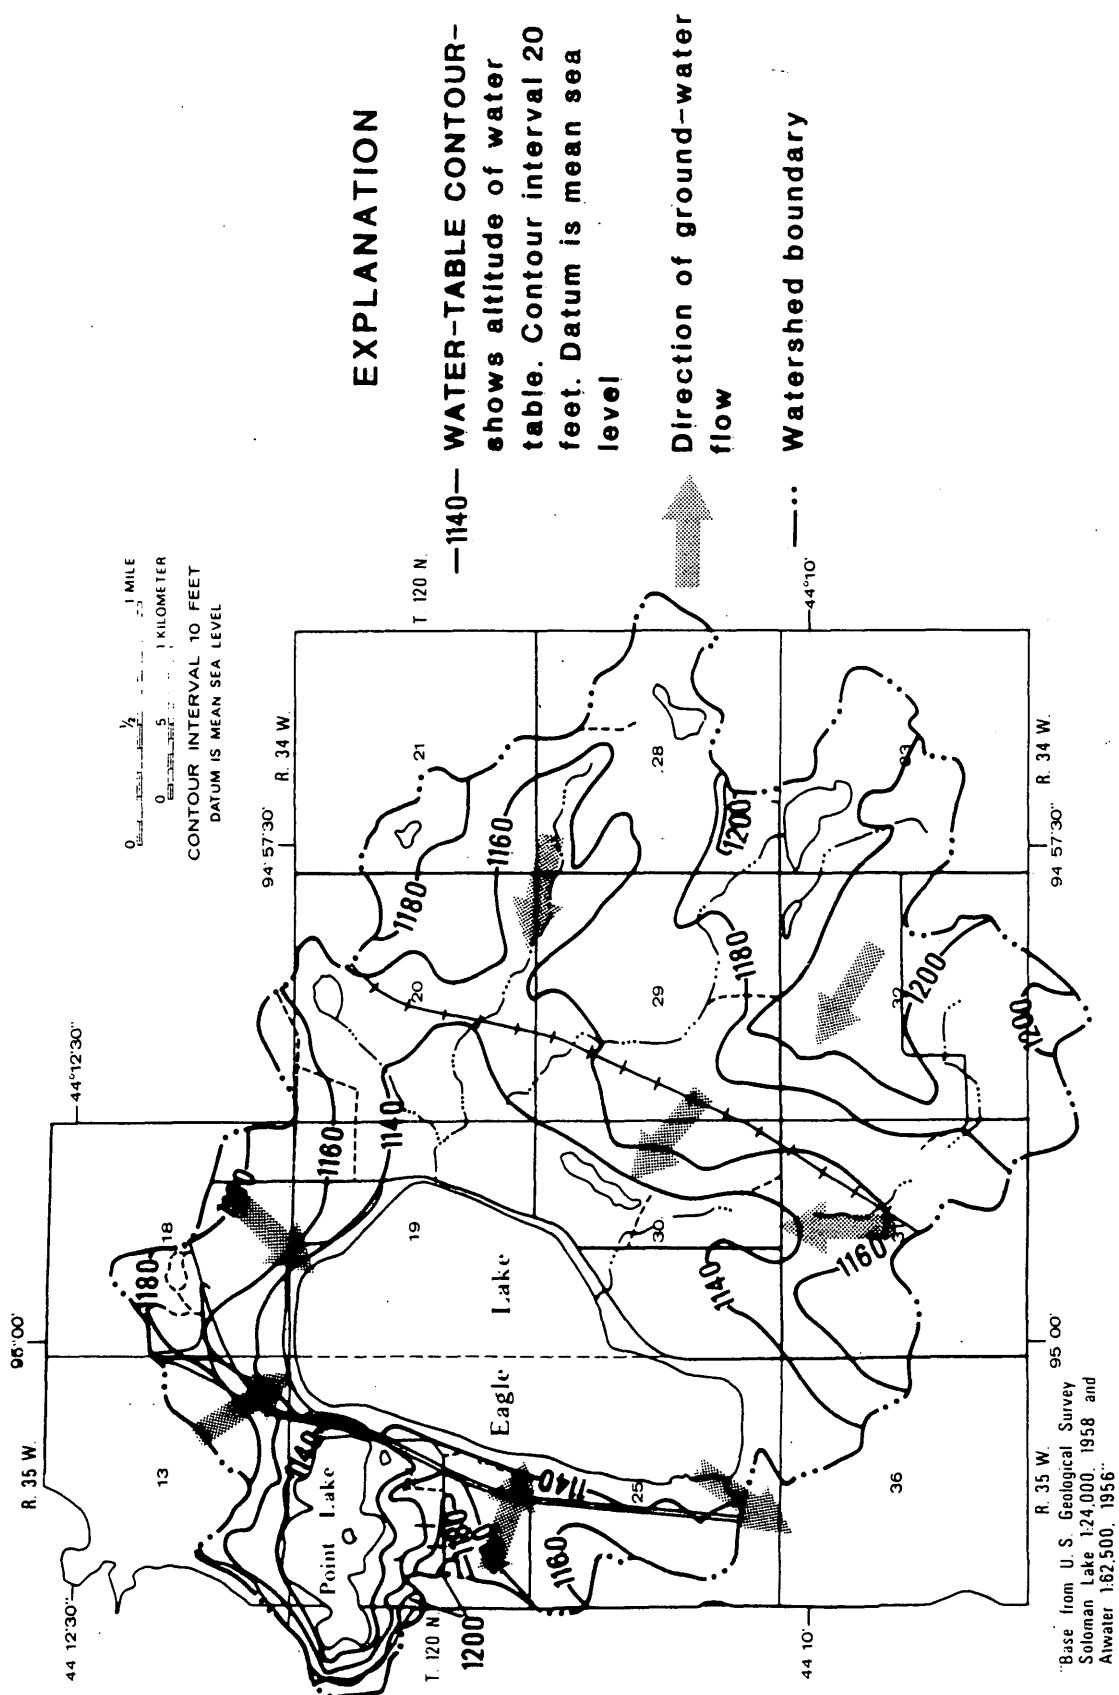 EXPLANATION
—1140— WATER-TABLE CONTOUR—
shows altitude of water
table. Contour interval 20
feet. Datum is mean sea
level
Direction of ground-water
flow
Watershed boundary
0 ½ 1 MILE
0 5 1 KILOMETER
CONTOUR INTERVAL 10 FEET
DATUM IS MEAN SEA LEVEL
R. 35 W.
95°00'
44°12'30"
94°57'30"
R. 34 W.
44 12'30"
T. 120 N.
13
18
1180
1160
1140
1140
20
1180
21
1160
Point Lake
Eagle Lake
19
T. 120 N
1200
1160
1140
25
30
29
28
1140
1180
1200
44 10'
36
1160
31
32
1200
33
1200
44°10'
R. 35 W.
95 00'
94 57'30"
R. 34 W.
"Base from U. S. Geological Survey
Soloman Lake 1:24,000, 1958 and
Atwater 1:62,500, 1956"